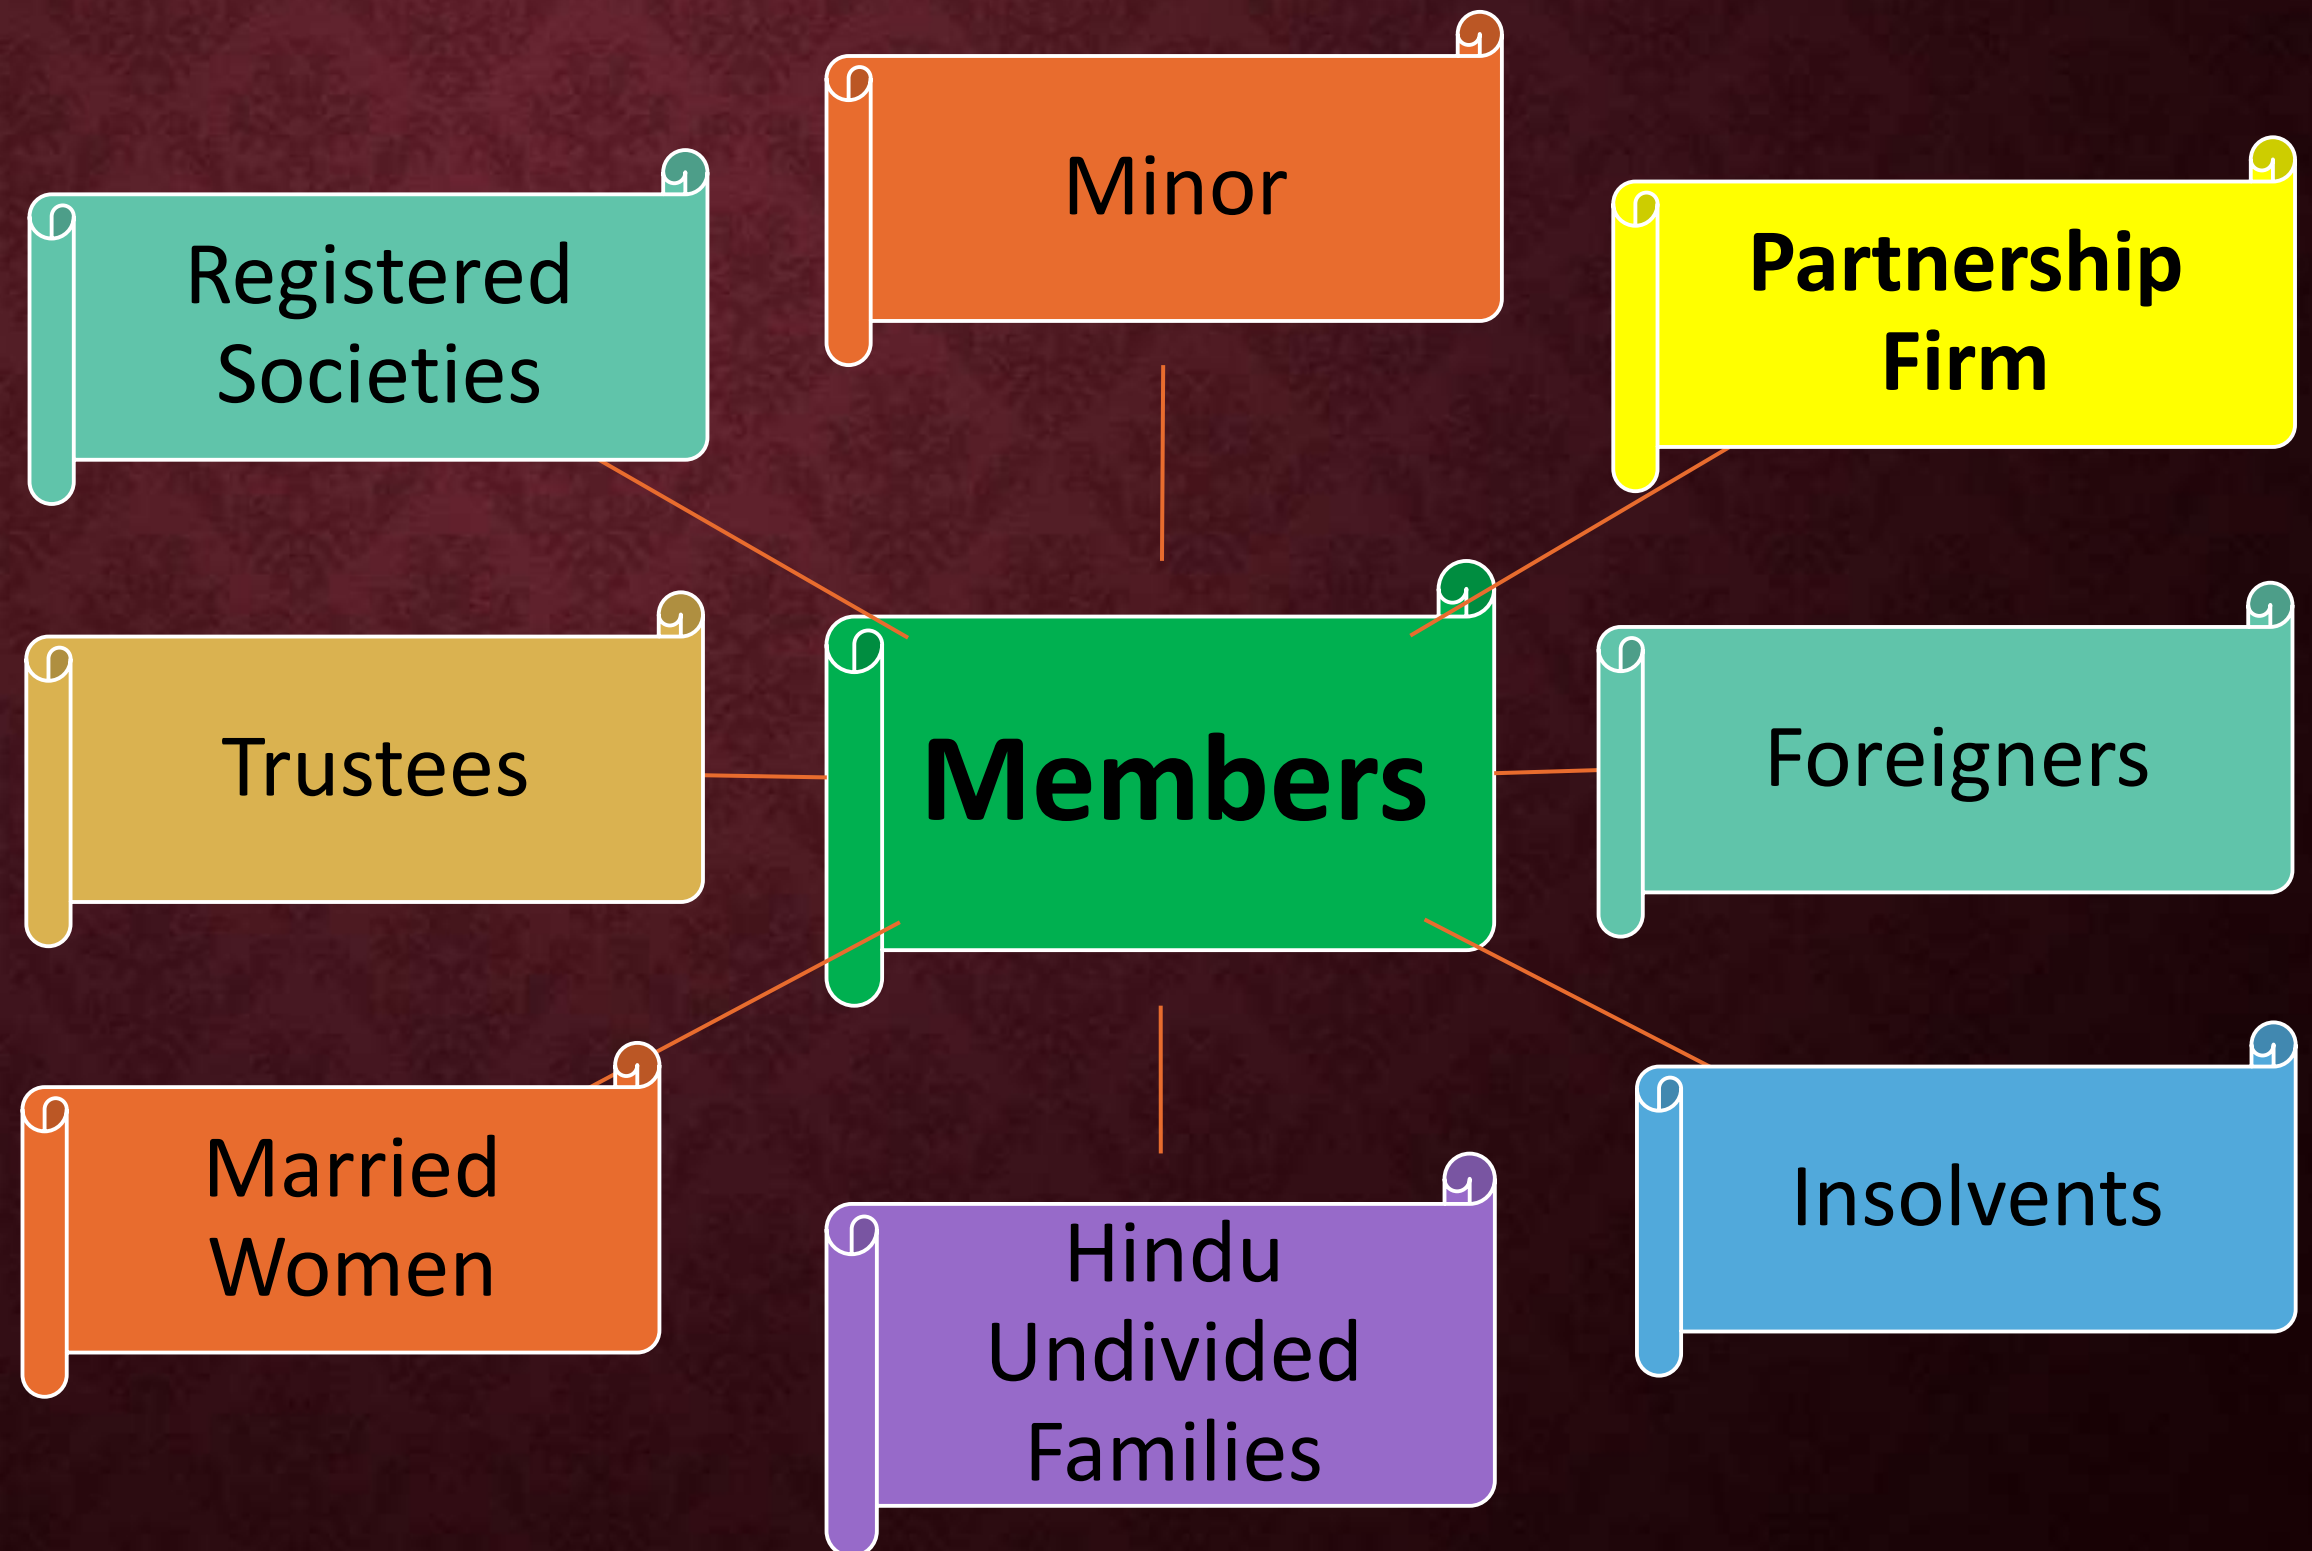 Minor
Registered
Societies
Partnership
Firm
Trustees
Members
Foreigners
Married
Women
Hindu
Undivided
Families
Insolvents